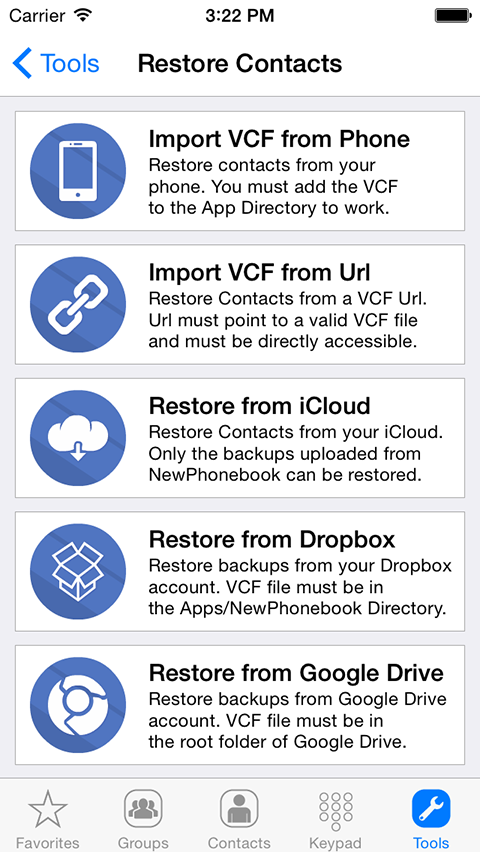 Carrier 3:22 PM
Tools Restore Contacts
Import VCF from Phone
Restore contacts from your
phone. You must add the VCF
to the App Directory to work.
Import VCF from Url
Restore Contacts from a VCF Url.
Url must point to a valid VCF file
and must be directly accessible.
Restore from iCloud
Restore Contacts from your iCloud.
Only the backups uploaded from
NewPhonebook can be restored.
Restore from Dropbox
Restore backups from your Dropbox
account. VCF file must be in
the Apps/NewPhonebook Directory.
Restore from Google Drive
Restore backups from Google Drive
account. VCF file must be in
the root folder of Google Drive.
Favorites Groups Contacts Keypad Tools